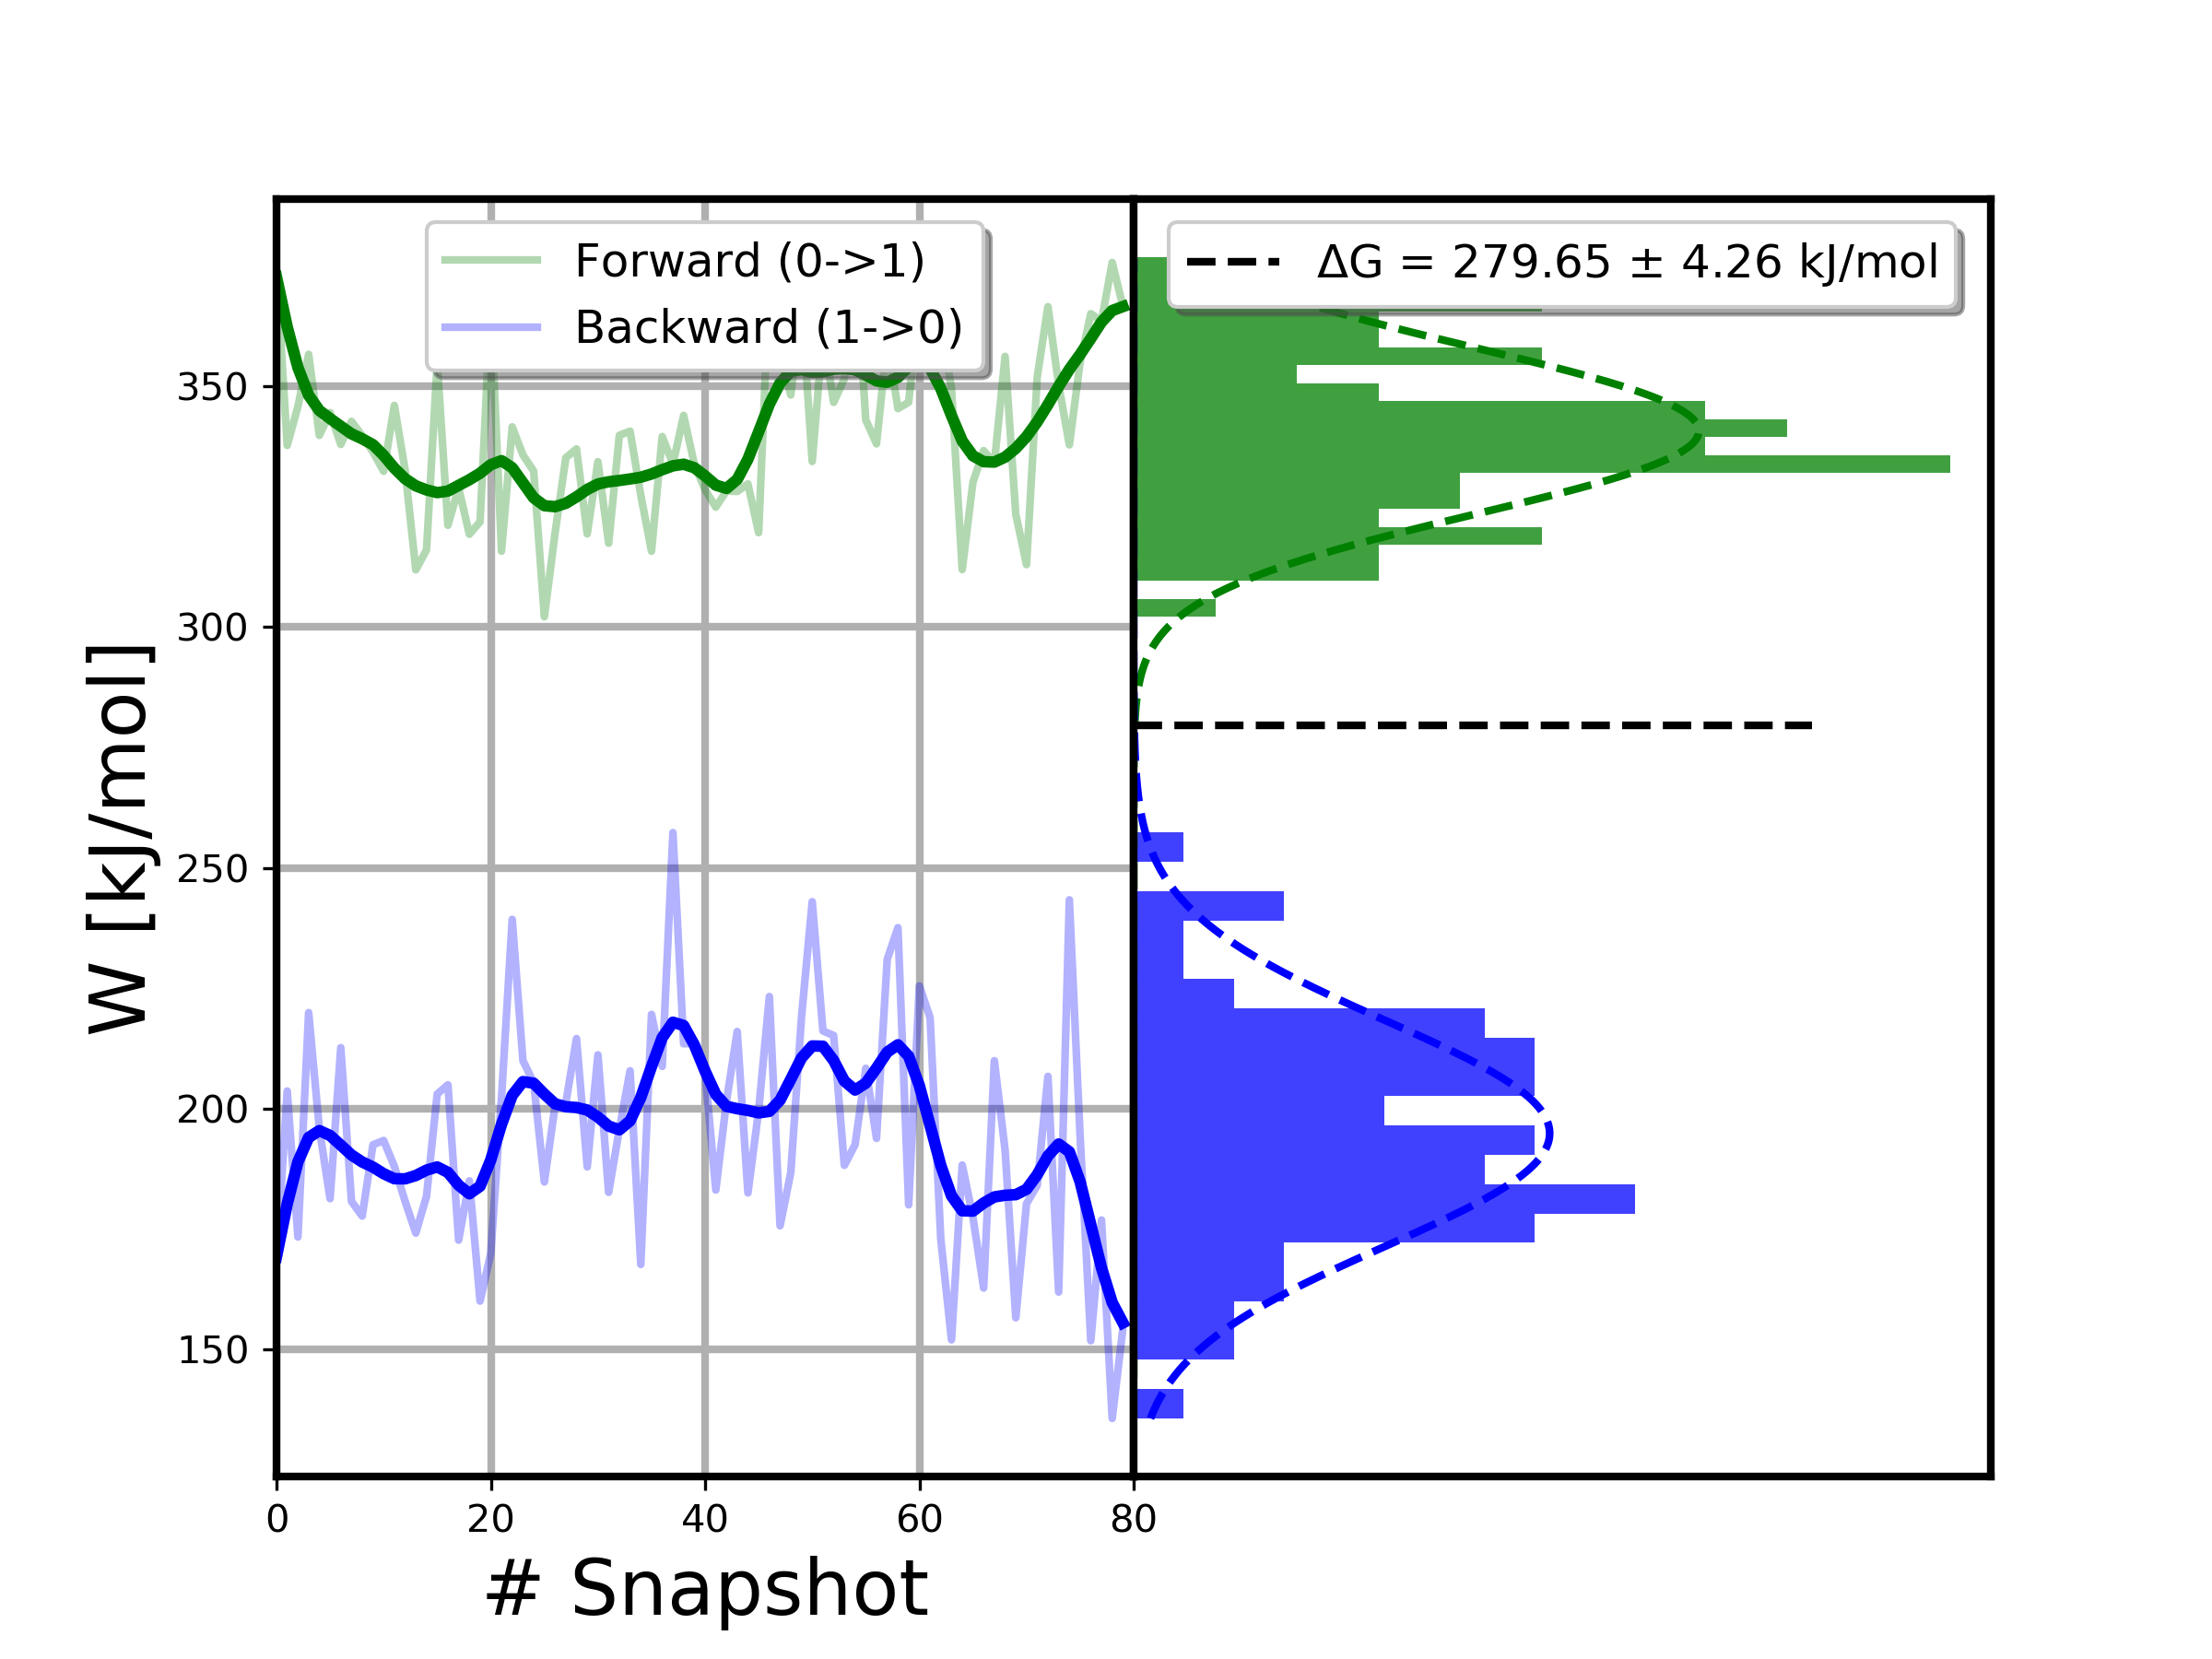 Forward (0->1)
Backward (1->0)
ΔG = 279.65 ± 4.26 kJ/mol
W [kJ/mol]
350
300
250
200
150
0 20 40 60 80
# Snapshot